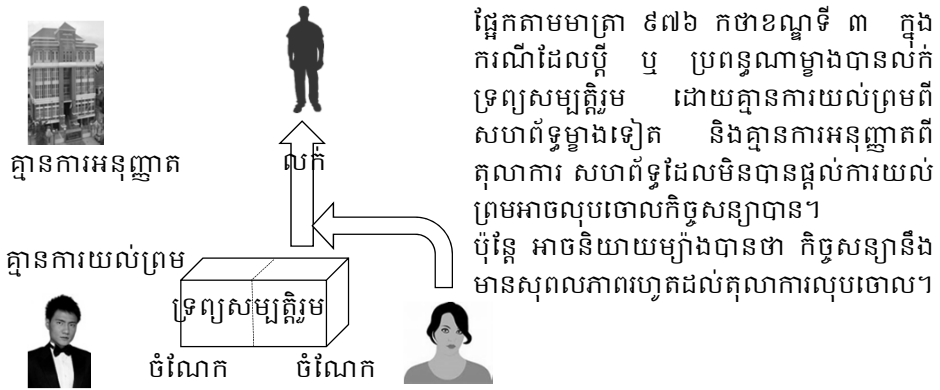 គ្មានការអនុញ្ញាត
លក់
គ្មានការយល់ព្រម
ទ្រព្យសម្បត្តិរួម
ចំណែក ចំណែក
ផ្អែកតាមមាត្រា ៩៧៦ កថាខណ្ឌទី ៣ ក្នុង
ករណីដែលប្ដី ឬ ប្រពន្ធណាម្ខាងបានលក់
ទ្រព្យសម្បត្តិរួម ដោយគ្មានការយល់ព្រមពី
សហព័ទ្ធម្ខាងទៀត និងគ្មានការអនុញ្ញាតពី
តុលាការ សហព័ទ្ធដែលមិនបានផ្ដល់ការយល់
ព្រមអាចលុបចោលកិច្ចសន្យាបាន។
ប៉ុន្តែ អាចនិយាយម្យ៉ាងបានថា កិច្ចសន្យានឹង
មានសុពលភាពរហូតដល់តុលាការលុបចោល។